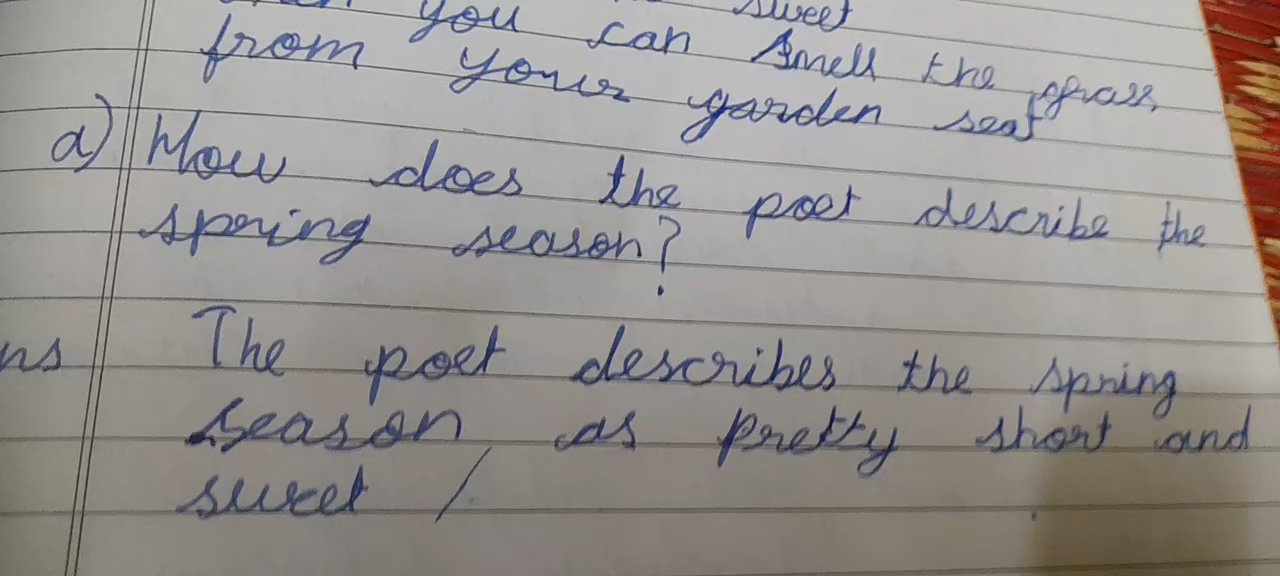 sweet
you can smell the grass
from your garden seat
a) How does the poet describe the
spring season?
ns The poet describes the spring
season as pretty short and
sweet /